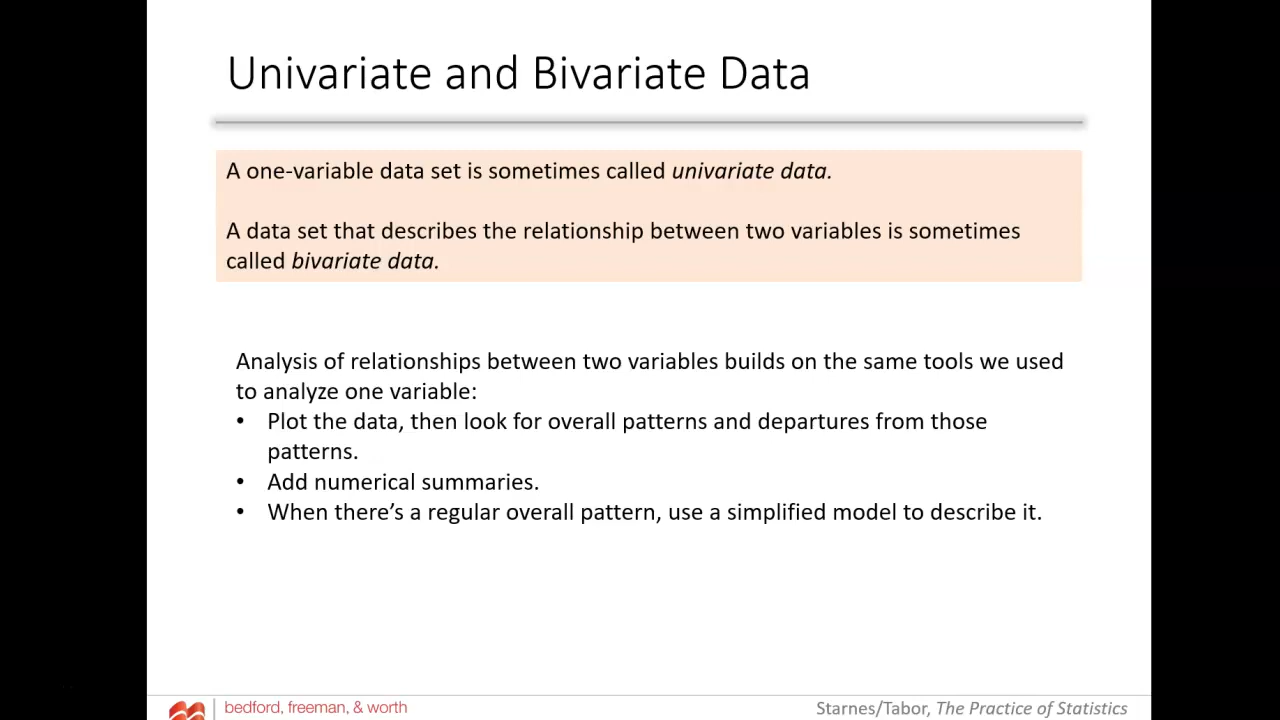 Univariate and Bivariate Data
A one-variable data set is sometimes called univariate data.
A data set that describes the relationship between two variables is sometimes
called bivariate data.
Analysis of relationships between two variables builds on the same tools we used
to analyze one variable:
• Plot the data, then look for overall patterns and departures from those
patterns.
• Add numerical summaries.
• When there’s a regular overall pattern, use a simplified model to describe it.
bedford, freeman, & worth
Starnes/Tabor, The Practice of Statistics